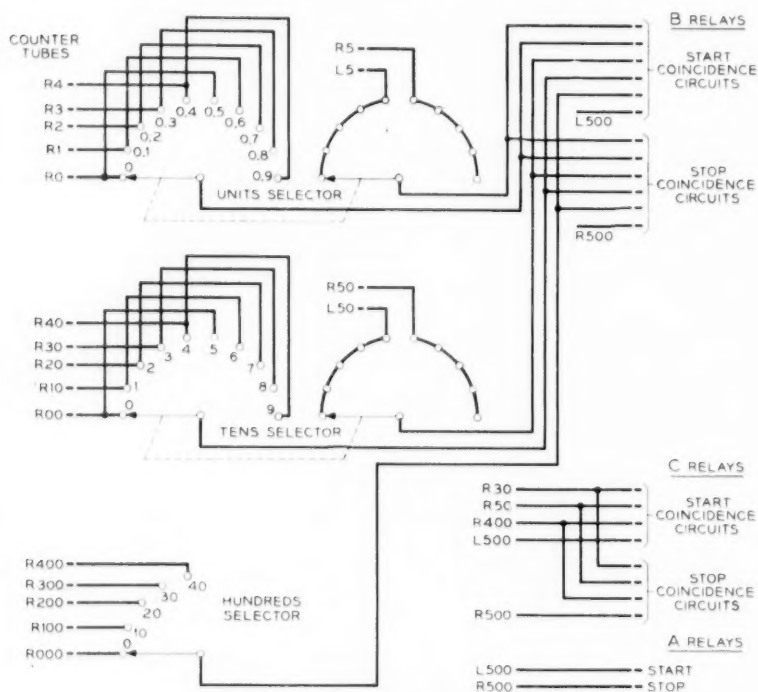 COUNTER
TUBES
R4
R3
R2
R1
R0
0
0.1
0.2
0.3
0.4
0.5
0.6
0.7
0.8
0.9
UNITS SELECTOR
R5
L5
B RELAYS
START
COINCIDENCE
CIRCUITS
L500
STOP
COINCIDENCE
CIRCUITS
R500
R40
R30
R20
R10
R00
0
1
2
3
4
5
6
7
8
9
TENS SELECTOR
R50
L50
R400
R300
R200
R100
R000
0
10
20
30
40
HUNDREDS
SELECTOR
C RELAYS
R30
R50
R400
L500
START
COINCIDENCE
CIRCUITS
STOP
COINCIDENCE
CIRCUITS
R500
A RELAYS
L500 START
R500 STOP